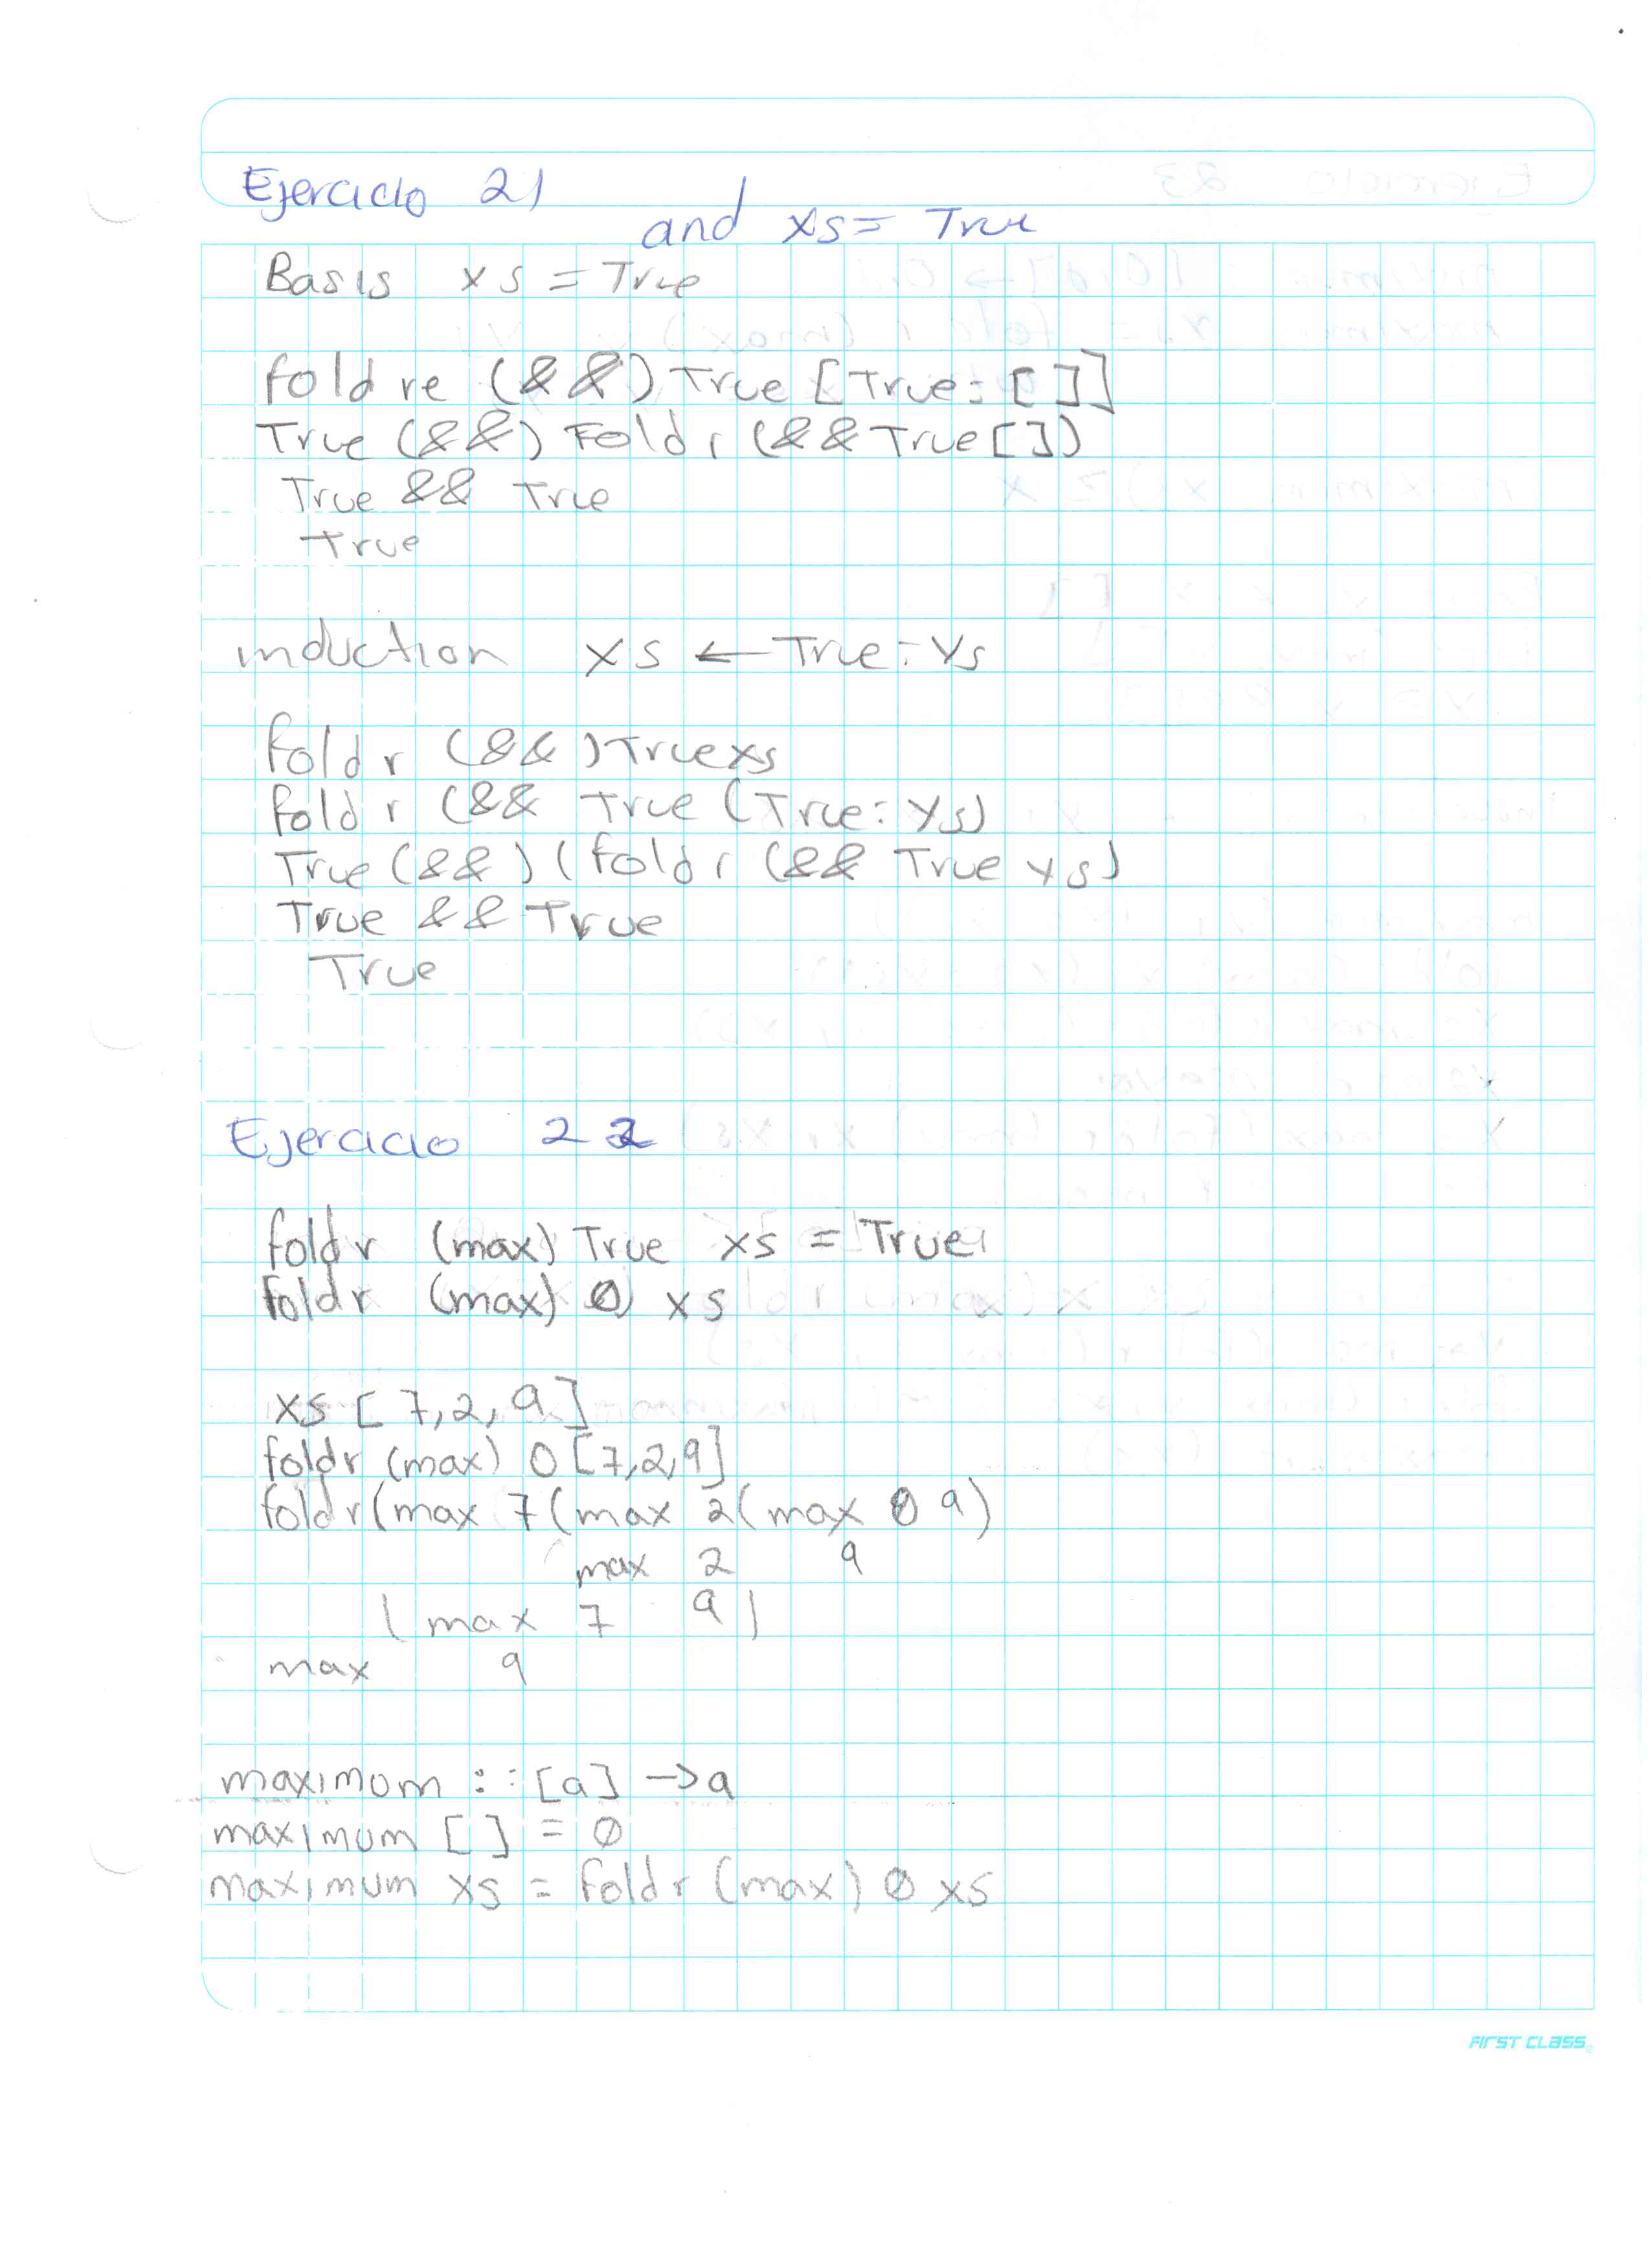 Ejercicio 21
and xs = True
Basis xs = True
fold re (&&) True [True: []]
True (&&) Foldr (&& True [])
True && True
True
induction xs ← True: ys
foldr (&&) True xs
foldr (&& True (True: ys)
True (&&) (foldr (&& True ys)
True && True
True
Ejercicio 22
foldr (max) True xs = True
foldr (max) 0 xs
xs [7,2,9]
foldr (max) 0 [7,2,9]
foldr (max 7 (max 2 (max 0 9)
max 2 9
(max 7 9)
max 9
maximum :: [a] -> a
maximum [] = 0
maximum xs = foldr (max) 0 xs
FIRST CLASS